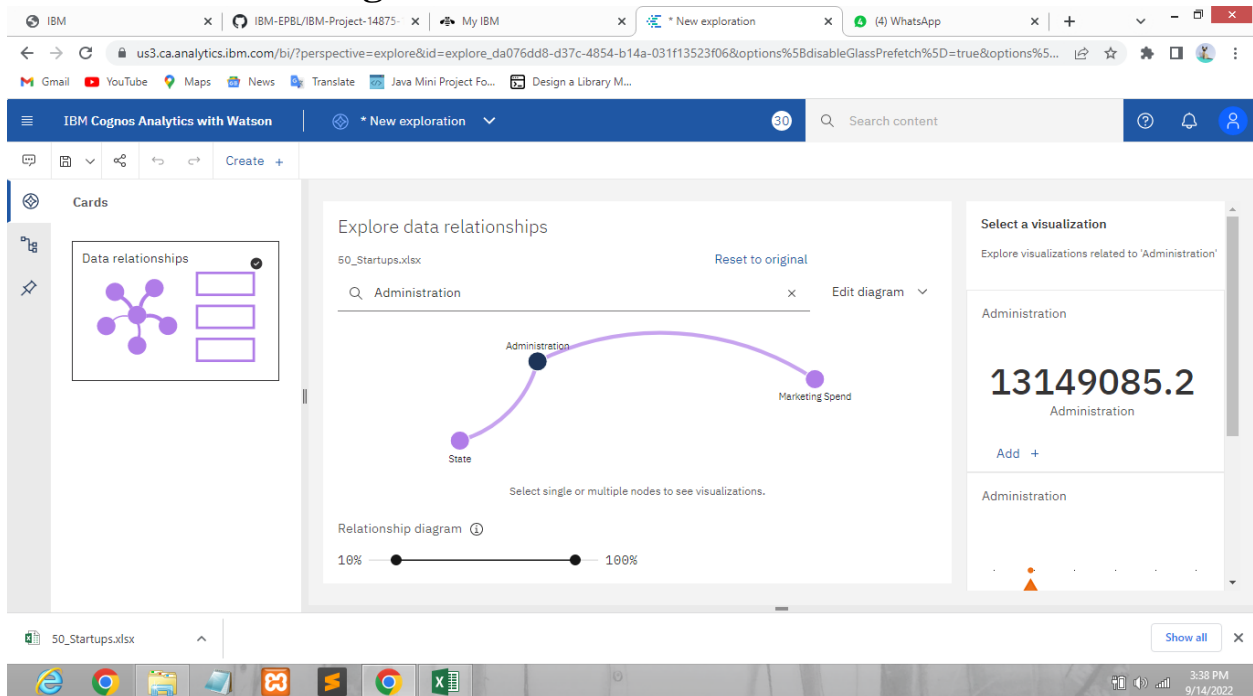 IBM
IBM-EPBL/IBM-Project-14875-
My IBM
* New exploration
(4) WhatsApp
us3.ca.analytics.ibm.com/bi/?perspective=explore&id=explore_da076dd8-d37c-4854-b14a-031f13523f06&options%5BdisableGlassPrefetch%5D=true&options%5...
Gmail
YouTube
Maps
News
Translate
Java Mini Project Fo...
Design a Library M...
IBM Cognos Analytics with Watson
* New exploration
30
Search content
Create +
Cards
Data relationships
Explore data relationships
50_Startups.xlsx
Reset to original
Administration
Edit diagram
Administration
Marketing Spend
State
Select single or multiple nodes to see visualizations.
Relationship diagram
10%
100%
Select a visualization
Explore visualizations related to 'Administration'
Administration
13149085.2
Administration
Add +
Administration
50_Startups.xlsx
Show all
3:38 PM
9/14/2022